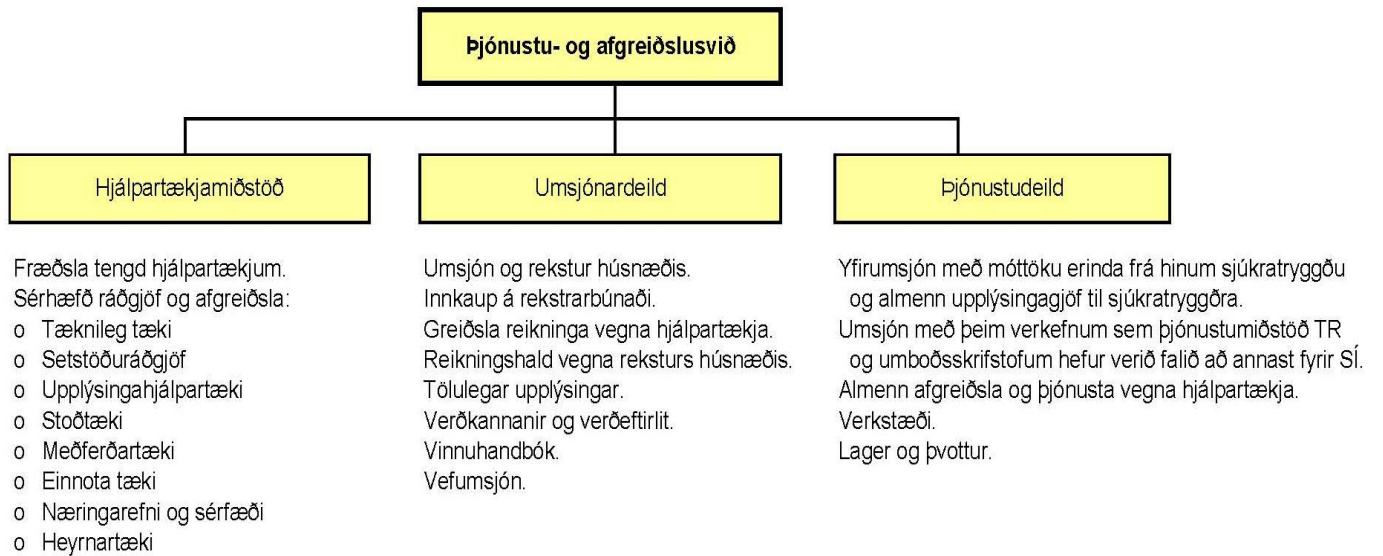 Þjónustu- og afgreiðslusvið
Hjálpartækjamiðstöð
Fræðsla tengd hjálpartækjum.
Sérhæfð ráðgjöf og afgreiðsla:
o Tæknileg tæki
o Setstöðuráðgjöf
o Upplýsingahjálpartæki
o Stoðtæki
o Meðferðartæki
o Einnota tæki
o Næringarefni og sérfæði
o Heyrnartæki
Umsjónardeild
Umsjón og rekstur húsnæðis.
Innkaup á rekstrarbúnaði.
Greiðsla reikninga vegna hjálpartækja.
Reikningshald vegna reksturs húsnæðis.
Tölulegar upplýsingar.
Verðkannanir og verðeftirlit.
Vinnuhandbók.
Vefumsjón.
Þjónustudeild
Yfirumsjón með móttöku erinda frá hinum sjúkratryggðu
og almenn upplýsingagjöf til sjúkratryggðra.
Umsjón með þeim verkefnum sem þjónustumiðstöð TR
og umboðsskrifstofum hefur verið falið að annast fyrir SÍ.
Almenn afgreiðsla og þjónusta vegna hjálpartækja.
Verkstæði.
Lager og þvottur.